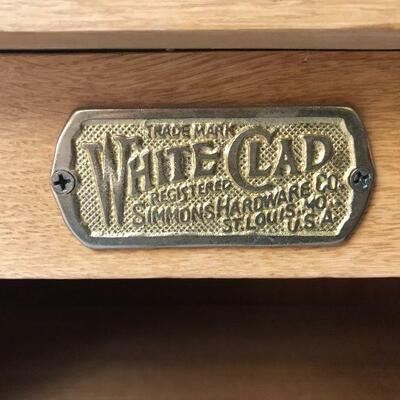 TRADE MARK
WHITE CLAD
REGISTERED
SIMMONS HARDWARE CO.
ST. LOUIS, MO.
U.S.A.